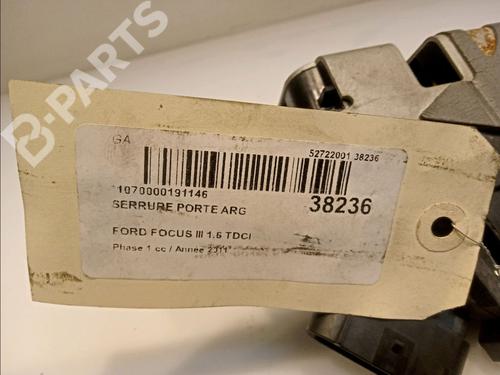 B-PARTS
GA
52722001 38236
1070000191146
SERRURE PORTE ARG
38236
FORD FOCUS III 1.6 TDCI
Phase 1 cc / Année 2011